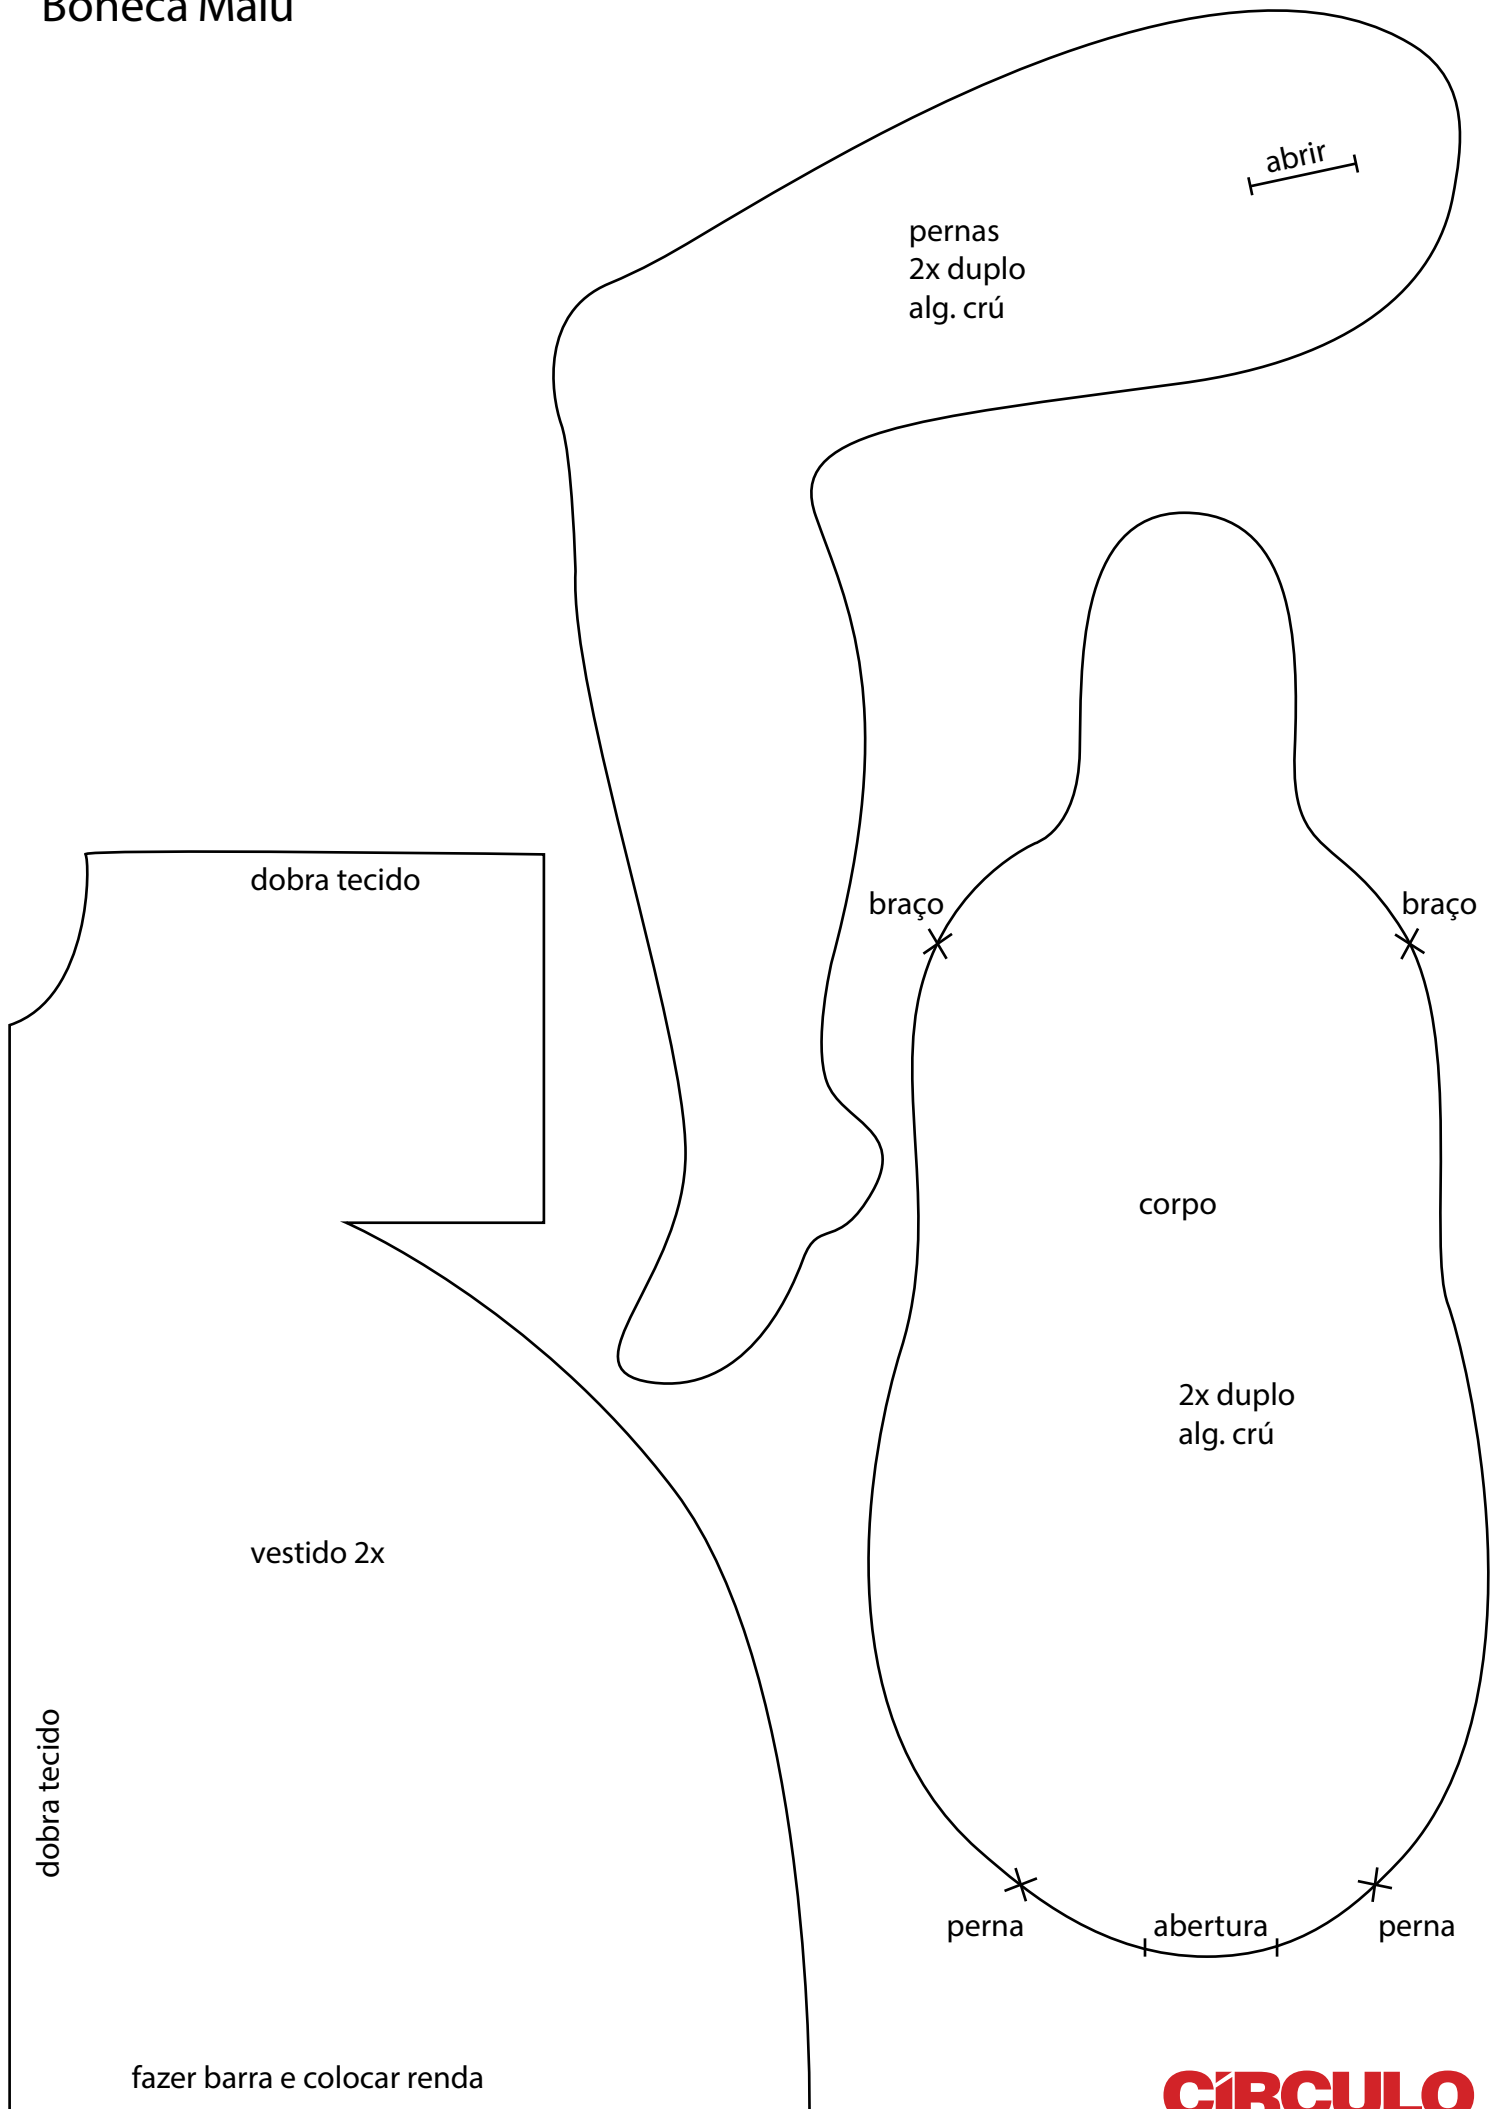 Boneca Malu
abrir
pernas
2x duplo
alg. crú
dobra tecido
braço
braço
corpo
2x duplo
alg. crú
vestido 2x
dobra tecido
perna
abertura
perna
fazer barra e colocar renda
CÍRCULO